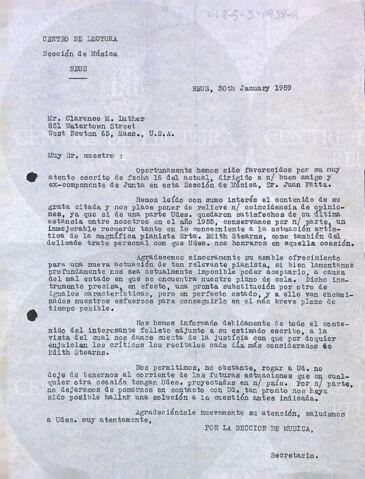 CENTRO DE LECTURA
Sección de Música
REUS
REUS, 30th January 1959
Mr. Clarence M. Luther
851 Watertown Street
West Newton 65, Mass., U.S.A.
Muy Sr. nuestro :
Oportunamente hemos sido favorecidos por su muy
atento escrito de fecha 16 del actual, dirigido a n/ buen amigo y
ex-componente de Junta en esta Sección de Música, Sr. Juan Fatta.
Hemos leído con sumo interés el contenido de su
grata citada y nos place poner de relieve n/ coincidencia de opinio-
nes, ya que si de una parte Udes. quedaron satisfechos de su última
estancia entre nosotros en el año 1955, conservamos por n/ parte, un
inmejorable recuerdo tanto en lo concerniente a la actuación artís-
tica de la magnífica pianista Srta. Edith Stearns, como también del
delicado trato personal con que Udes. nos honraron en aquella ocasión.
Agradecemos sinceramente su amable ofrecimiento
para una nueva actuación de tan relevante pianista, si bien lamentamos
profundamente nos sea actualmente imposible poder aceptarlo, a causa
del mal estado en que se encuentra nuestro piano de cola. Dicho ins-
trumento precisa, en efecto, una pronta substitución por otro de
iguales características, pero en perfecto estado, y a ello van encami-
nados nuestros esfuerzos para conseguirlo en el mas breve plazo de
tiempo posible.
Nos hemos informado debidamente de todo el conte-
nido del interesante folleto adjunto a su estimado escrito, a la
vista del cual nos damos cuenta de la justicia con que por doquier
enjuician los críticos los recitales cada día más considerados de
Edith Stearns.
Nos permitimos, no obstante, rogar a Ud. no
deje de tenernos al corriente de las futuras actuaciones que en cual-
quier otra ocasión tengan Udes. proyectadas en n/ país. Por n/ parte,
no dejaremos de ponernos en contacto con Ud. tan pronto nos haya
sido posible hallar una solución a la cuestión antes indicada.
Agradeciéndole nuevamente su atención, saludamos
a Udes. muy atentamente,
POR LA SECCION DE MUSICA,
Secretario.